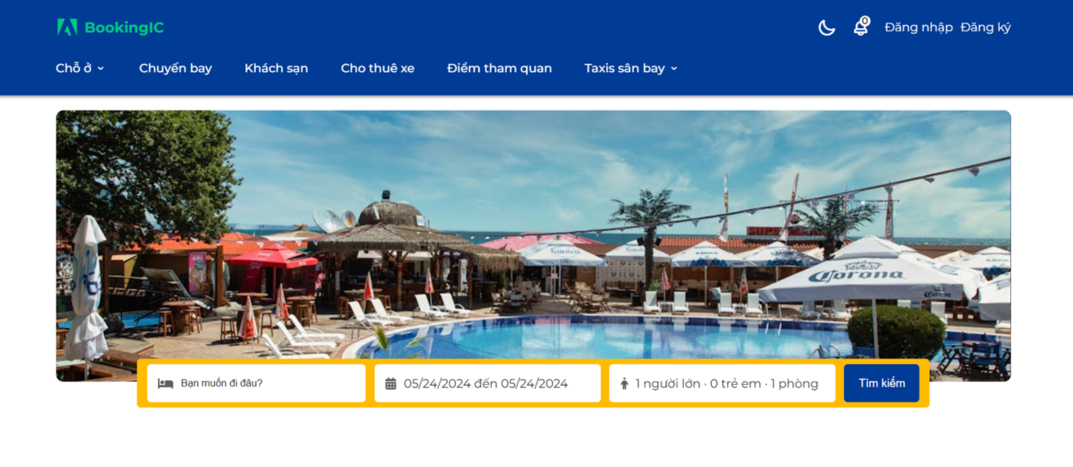 BookingIC
0
Đăng nhập Đăng ký
Chỗ ở Chuyến bay Khách sạn Cho thuê xe Điểm tham quan Taxis sân bay
Corona
Bạn muốn đi đâu?
05/24/2024 đến 05/24/2024
1 người lớn · 0 trẻ em · 1 phòng
Tìm kiếm